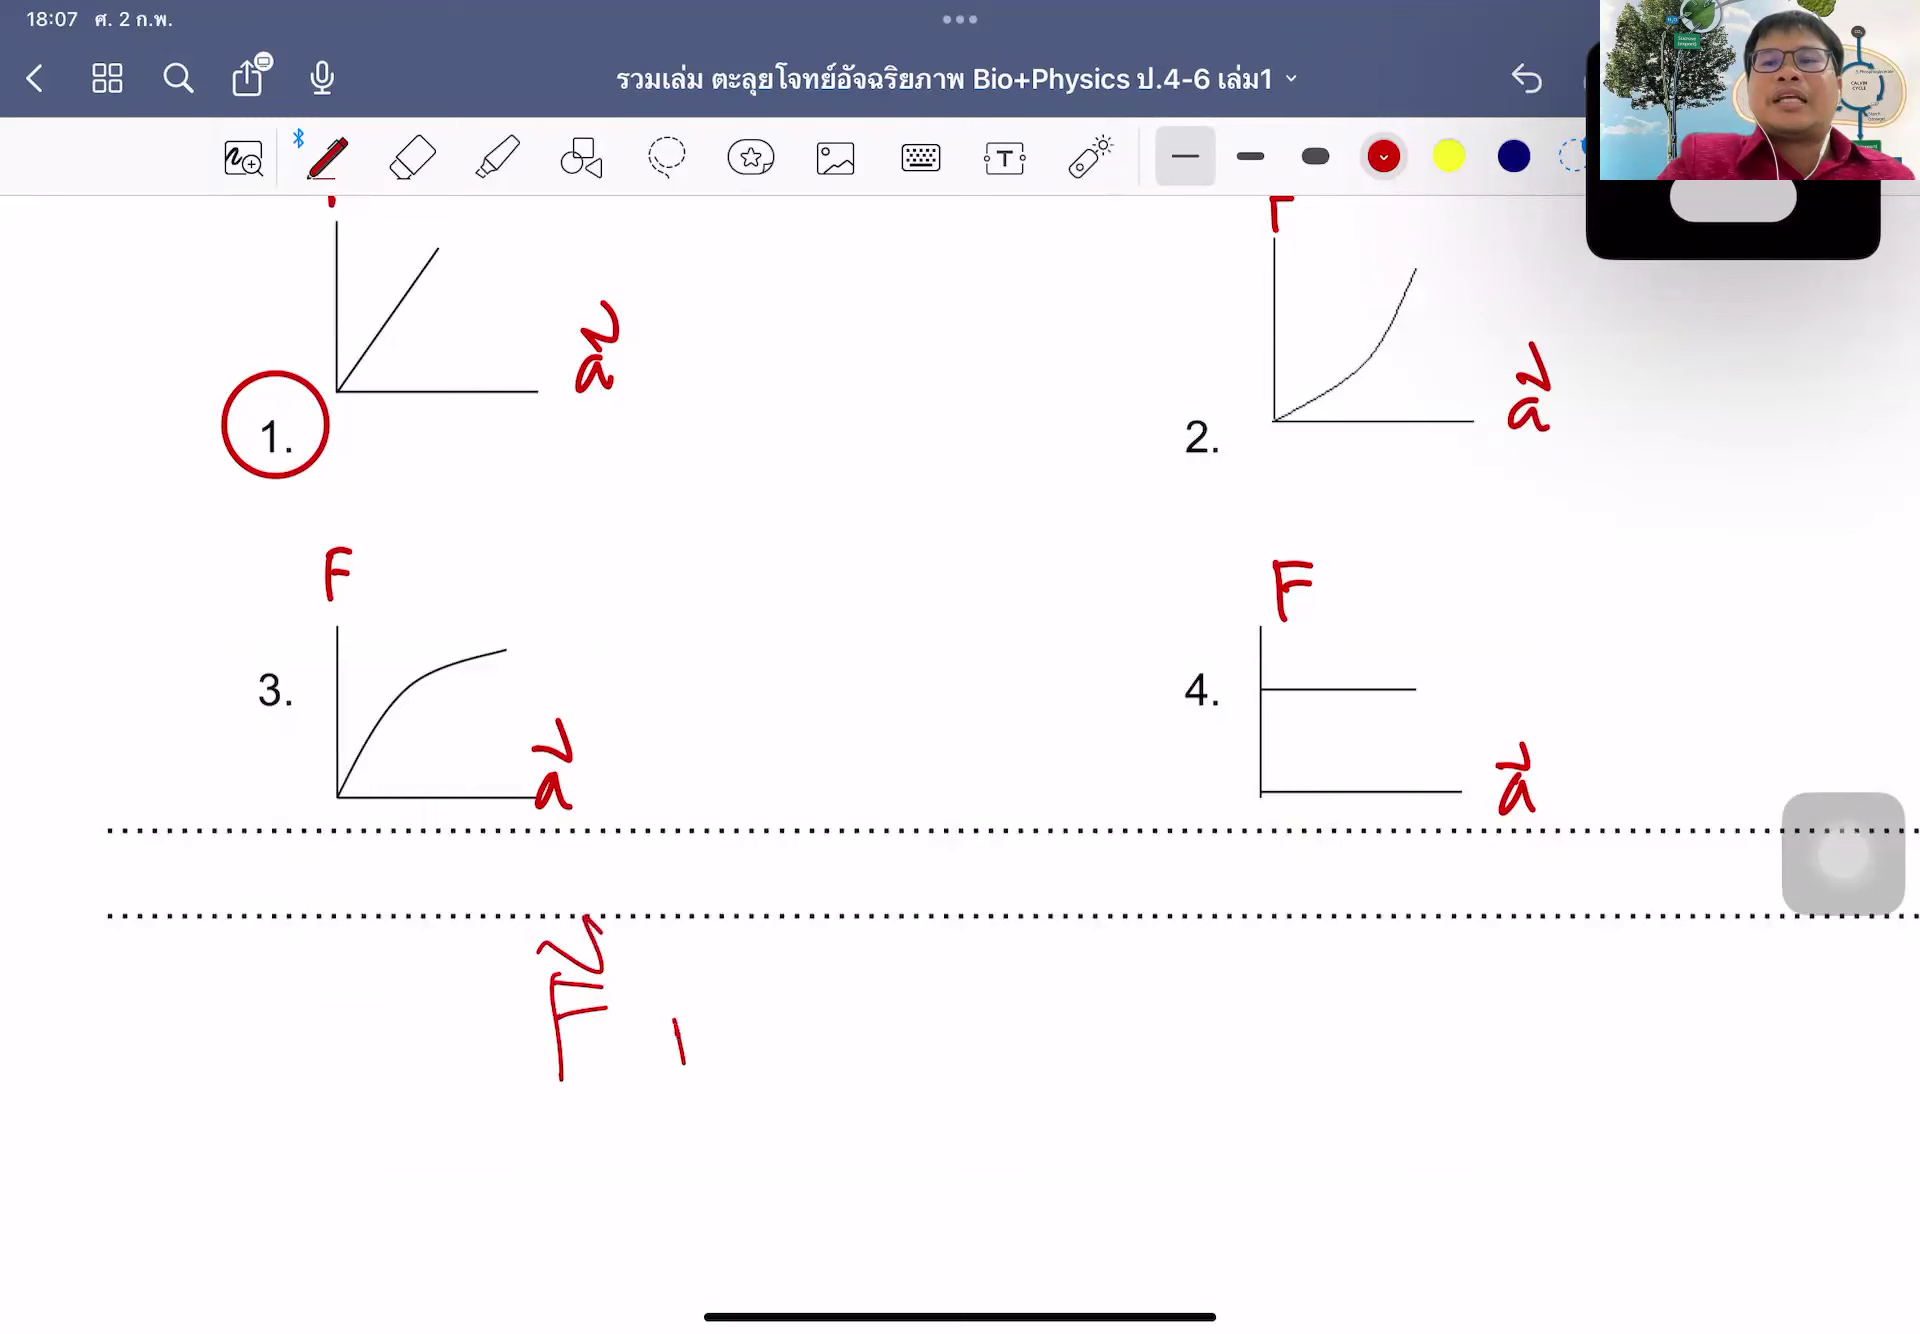 18:07 ศ. 2 ก.พ.
รวมเล่ม ตะลุยโจทย์อัจฉริยภาพ Bio+Physics ป.4-6 เล่ม1
T
a
a
1.
2.
F
F
3.
4.
a
a
F